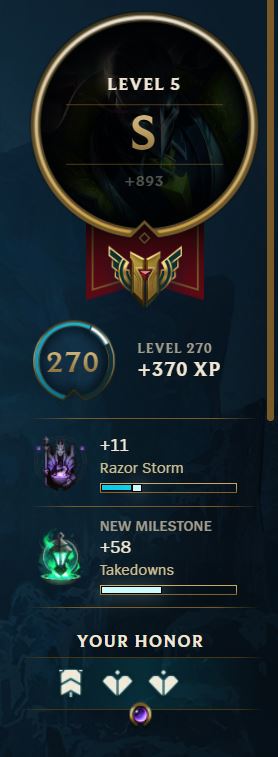 LEVEL 5
S
+893
270
LEVEL 270
+370 XP
+11
Razor Storm
NEW MILESTONE
+58
Takedowns
YOUR HONOR